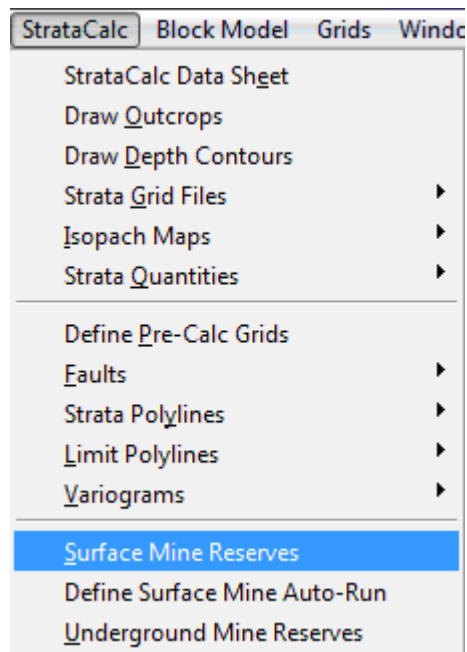 StrataCalc Block Model Grids Windo
StrataCalc Data Sheet
Draw Outcrops
Draw Depth Contours
Strata Grid Files
Isopach Maps
Strata Quantities
Define Pre-Calc Grids
Faults
Strata Polylines
Limit Polylines
Variograms
Surface Mine Reserves
Define Surface Mine Auto-Run
Underground Mine Reserves